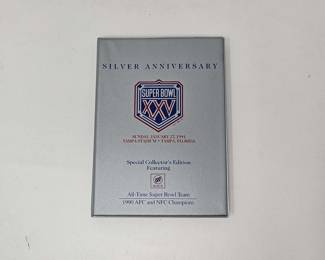 SILVER ANNIVERSARY
SUPER BOWL
XXV
SUNDAY, JANUARY 27, 1991
TAMPA STADIUM • TAMPA, FLORIDA
Special Collector's Edition
Featuring
All-Time Super Bowl Team
1990 AFC and NFC Champions